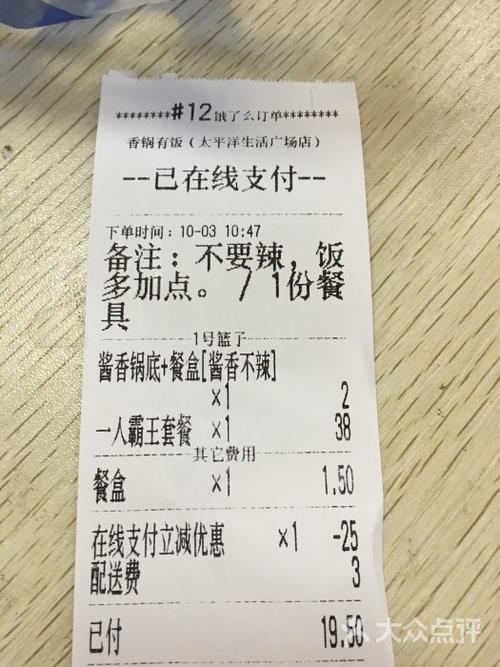 ********#12饿了么订单********
香锅有饭（太平洋生活广场店）
--已在线支付--
下单时间：10-03 10:47
备注：不要辣，饭
多加点。 / 1份餐
具
1号篮子
酱香锅底+餐盒[酱香不辣]
×1 2
一人霸王套餐 ×1 38
其它费用
餐盒 ×1 1.50
在线支付立减优惠 ×1 -25
配送费 3
已付 19.50
大众点评